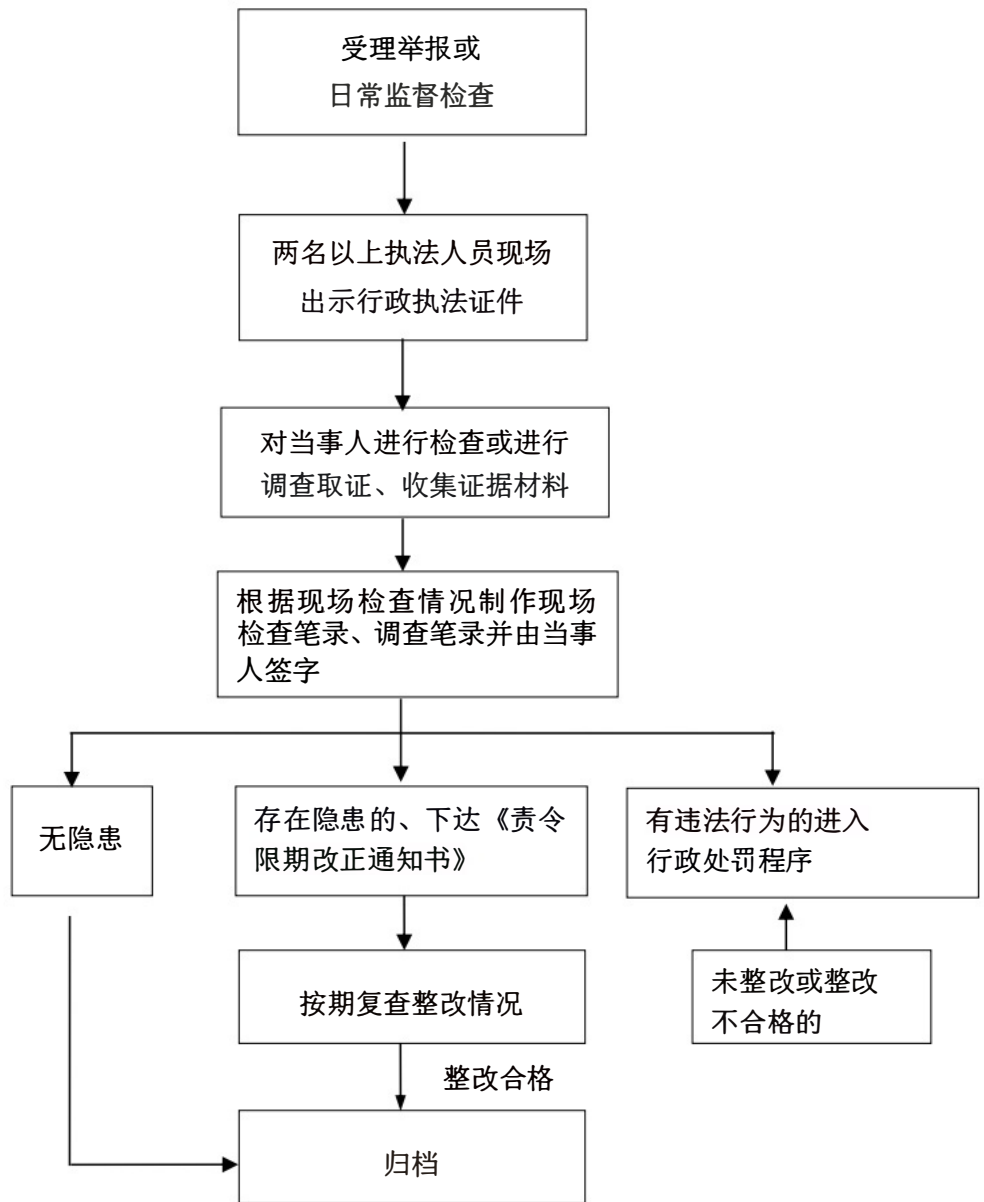 受理举报或
日常监督检查
两名以上执法人员现场
出示行政执法证件
对当事人进行检查或进行
调查取证、收集证据材料
根据现场检查情况制作现场
检查笔录、调查笔录并由当事
人签字
无隐患
存在隐患的、下达《责令
限期改正通知书》
有违法行为的进入
行政处罚程序
按期复查整改情况
未整改或整改
不合格的
整改合格
归档